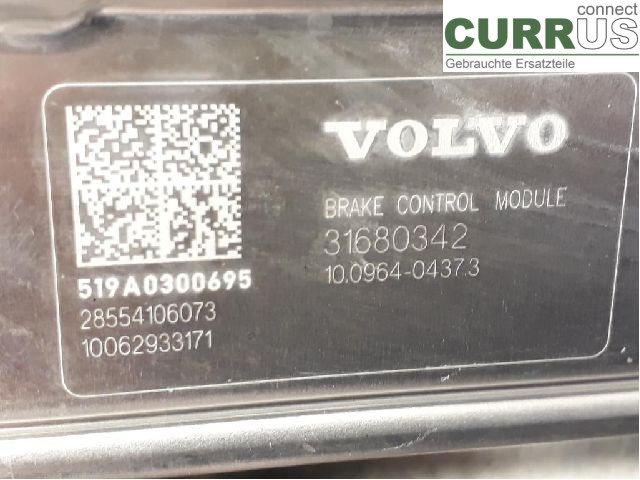 connect
CURRUS
Gebrauchte Ersatzteile
VOLVO
BRAKE CONTROL MODULE
31680342
10.0964-0437.3
519A0300695
28554106073
10062933171